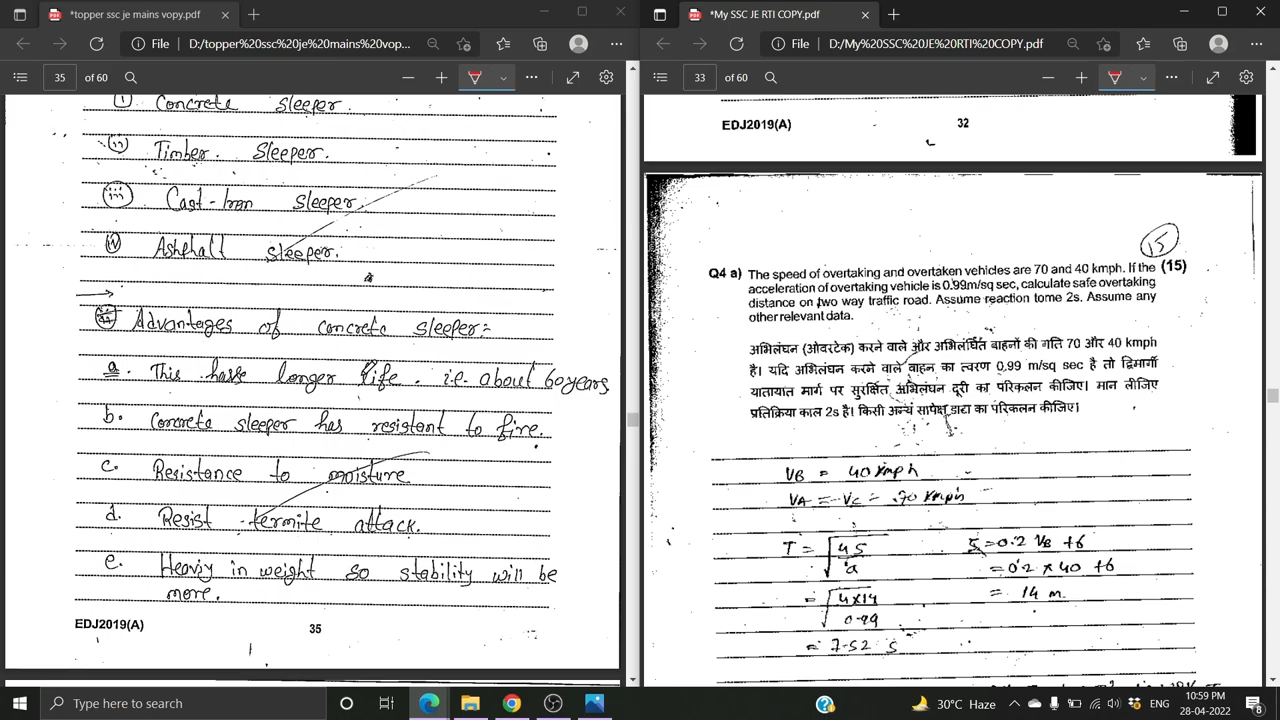 *topper ssc je mains vopy.pdf
File
D:/topper%20ssc%20je%20mains%20vop...
35 of 60
Concrete Sleeper.
(ii) Timber. Sleeper.
(iii) Cast-Iron Sleeper.
(iv) Ashphall sleeper.
Advanteges of concrete sleeper:-
a. This hass longer life. i.e. about 60 years
b. Concrete sleeper has resistant to fire.
c. Resistance to moisture
d. Resist termite attack.
e. Heaviy in weight so stability will be
more.
EDJ2019(A)
35
*My SSC JE RTI COPY.pdf
File
D:/My%20SSC%20JE%20RTI%20COPY.pdf
33 of 60
EDJ2019(A)
32
15
Q4 a) The speed of overtaking and overtaken vehicles are 70 and 40 kmph. If the (15)
acceleration of overtaking vehicle is 0.99m/sq sec, calculate safe overtaking
distance on two way traffic road. Assume reaction tome 2s. Assume any
other relevant data.
अभिलंघन (ओवरटेक) करने वाले और अभिलंघित बाहनों की गति 70 और 40 kmph
है। यदि अभिलंघन करने वाले वाहन का त्वरण 0.99 m/sq sec है तो द्विमार्गी
यातायात मार्ग पर सुरक्षित अभिलंघन दूरी का परिकलन कीजिए। मान लीजिए
प्रतिक्रिया काल 2s है। किसी अन्य सापेक्ष डाटा का परिकलन कीजिए।
VB = 40 kmph
VA = VC = 70 kmph
T = √4S/a S = 0.2 VB + 6
= 0.2 × 40 + 6
= √4×14/0.99 = 14 m.
= 7.52 s
Type here to search
30°C Haze
ENG
10:59 PM
28-04-2022